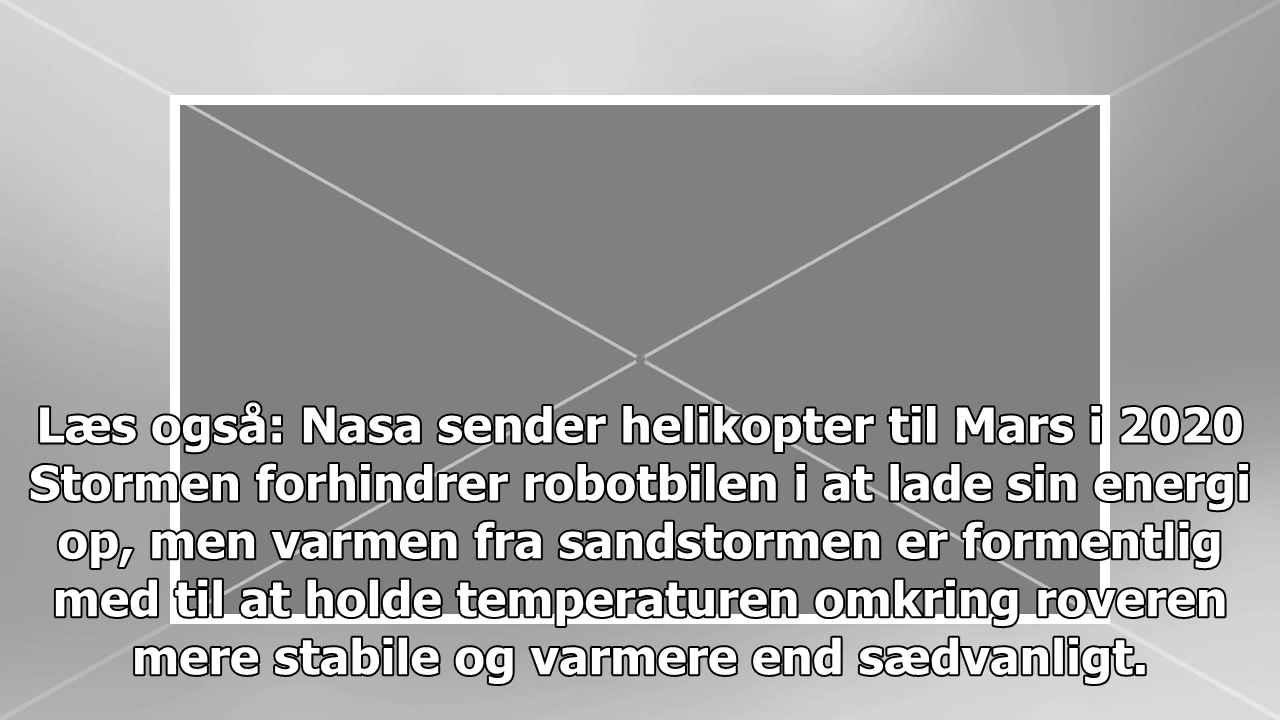 Læs også: Nasa sender helikopter til Mars i 2020
Stormen forhindrer robotbilen i at lade sin energi
op, men varmen fra sandstormen er formentlig
med til at holde temperaturen omkring roveren
mere stabile og varmere end sædvanligt.